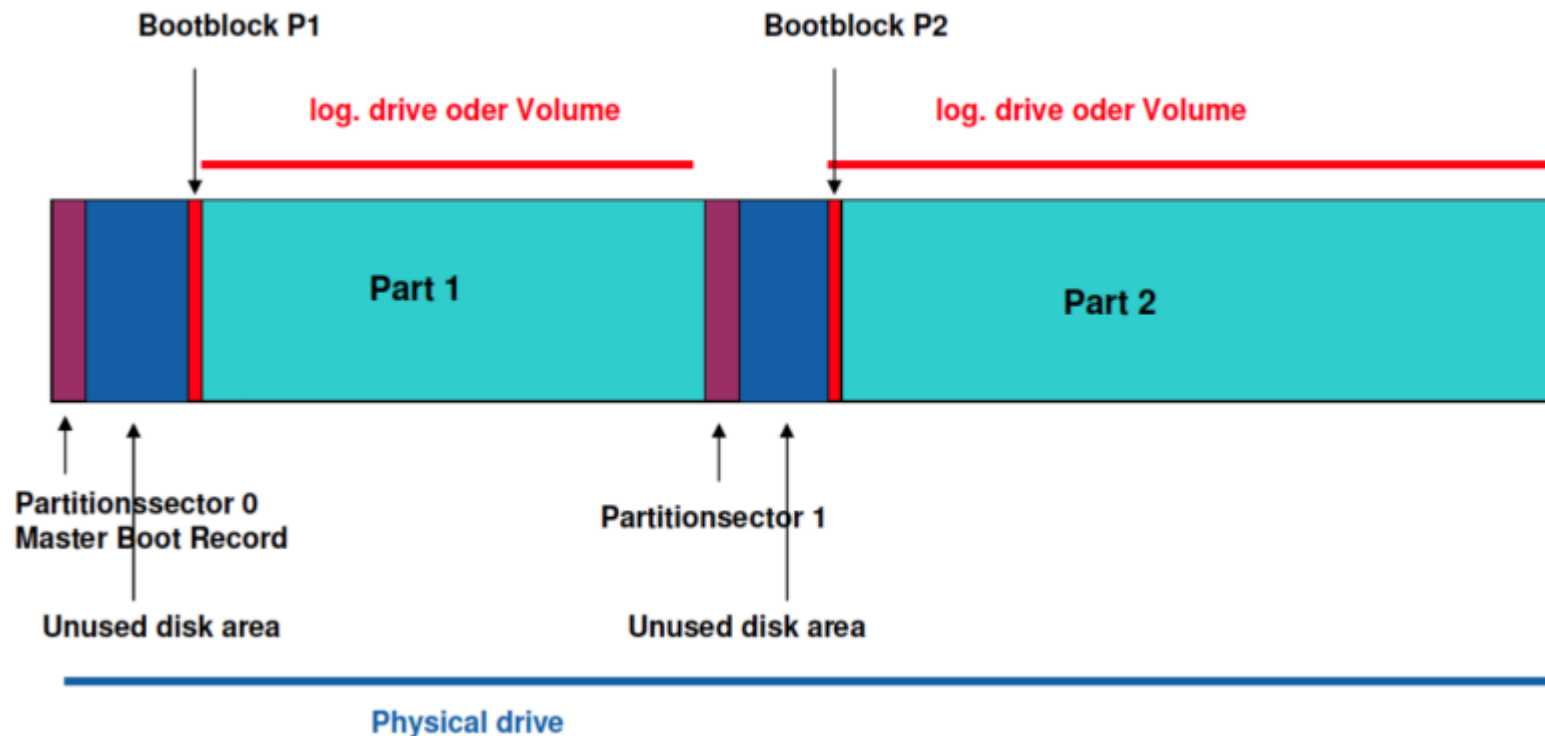 Bootblock P1
Bootblock P2
log. drive oder Volume
log. drive oder Volume
Part 1
Part 2
Partitionssector 0
Master Boot Record
Partitionsector 1
Unused disk area
Unused disk area
Physical drive